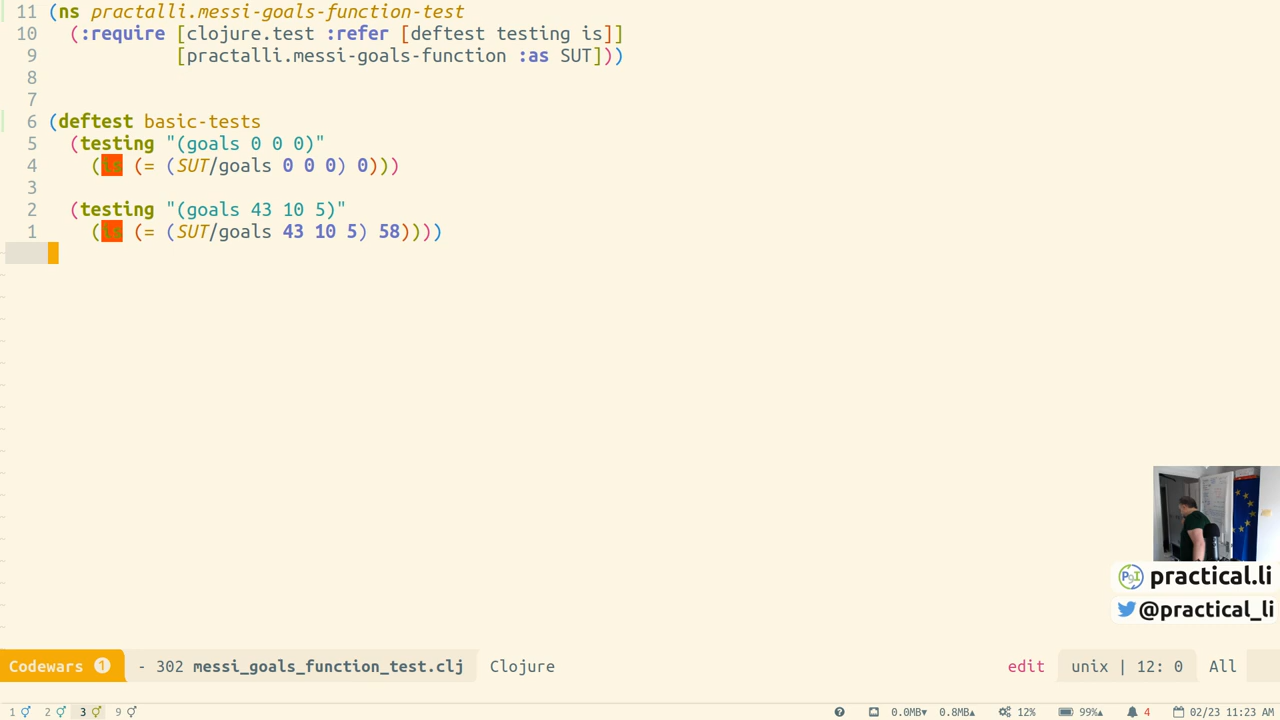 11 (ns practalli.messi-goals-function-test
10 (:require [clojure.test :refer [deftest testing is]]
9 [practalli.messi-goals-function :as SUT]))
8
7
6 (deftest basic-tests
5 (testing "(goals 0 0 0)"
4 (is (= (SUT/goals 0 0 0) 0)))
3
2 (testing "(goals 43 10 5)"
1 (is (= (SUT/goals 43 10 5) 58))))
practical.li
@practical_li
Codewars 1 - 302 messi_goals_function_test.clj Clojure edit unix | 12: 0 All
1 2 3 9 0.0MB 0.8MB 12% 99% 4 02/23 11:23 AM